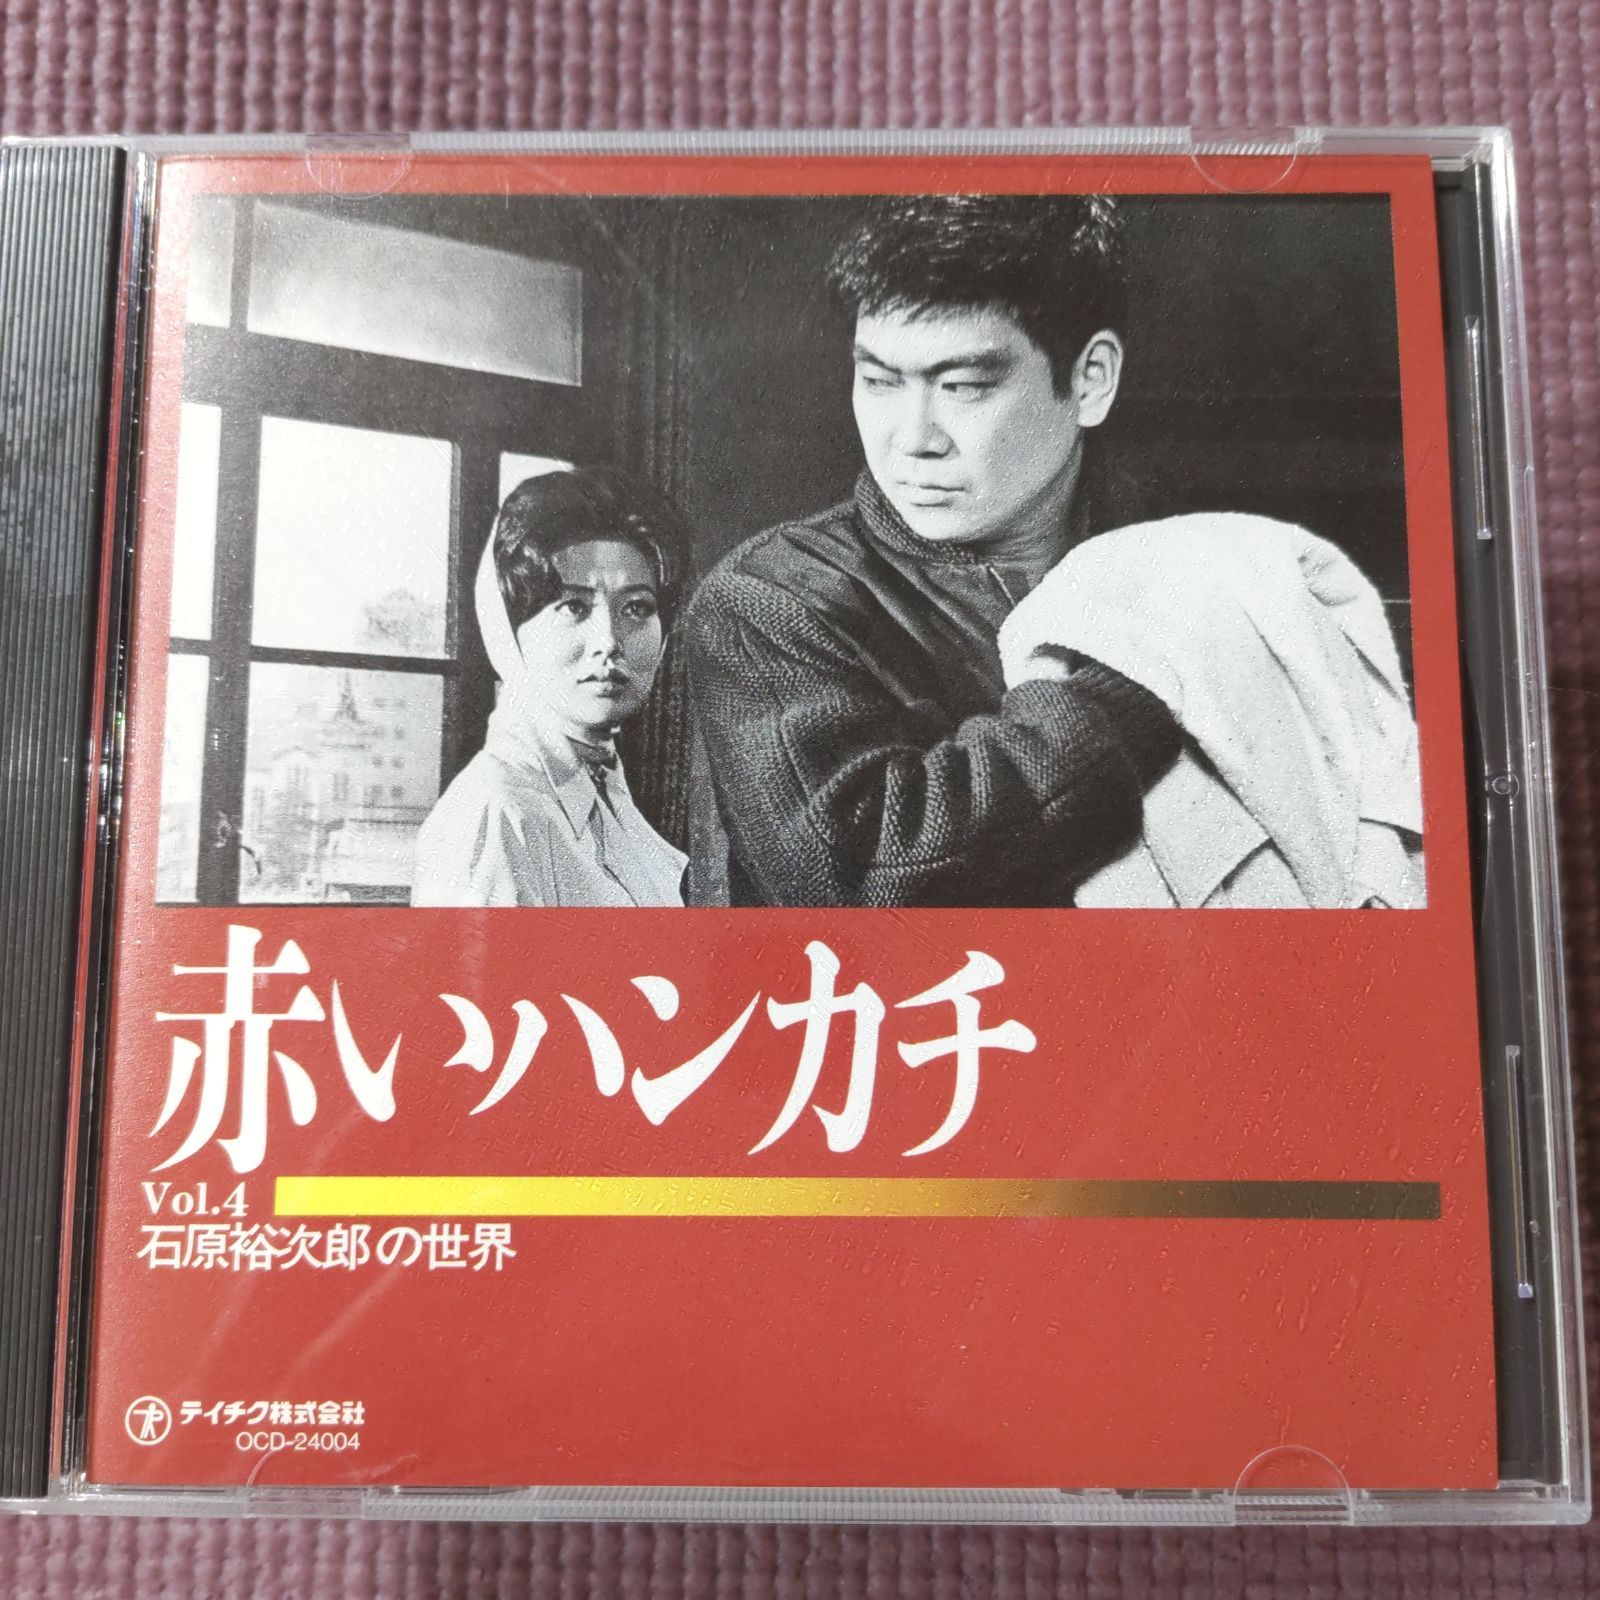 赤いハンカチ
Vol.4
石原裕次郎の世界
テイチク株式会社
OCD-24004